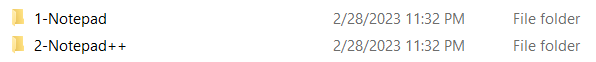 1-Notepad 2/28/2023 11:32 PM File folder
2-Notepad++ 2/28/2023 11:32 PM File folder